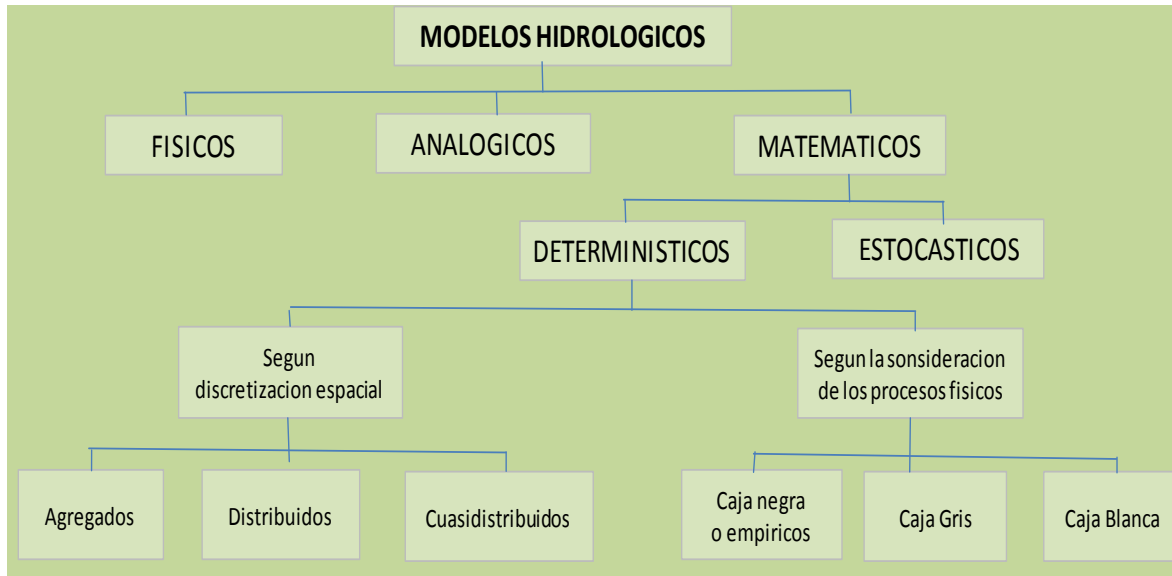 MODELOS HIDROLOGICOS
FISICOS
ANALOGICOS
MATEMATICOS
DETERMINISTICOS
ESTOCASTICOS
Segun
discretizacion espacial
Segun la sonsideracion
de los procesos fisicos
Agregados
Distribuidos
Cuasidistribuidos
Caja negra
o empiricos
Caja Gris
Caja Blanca